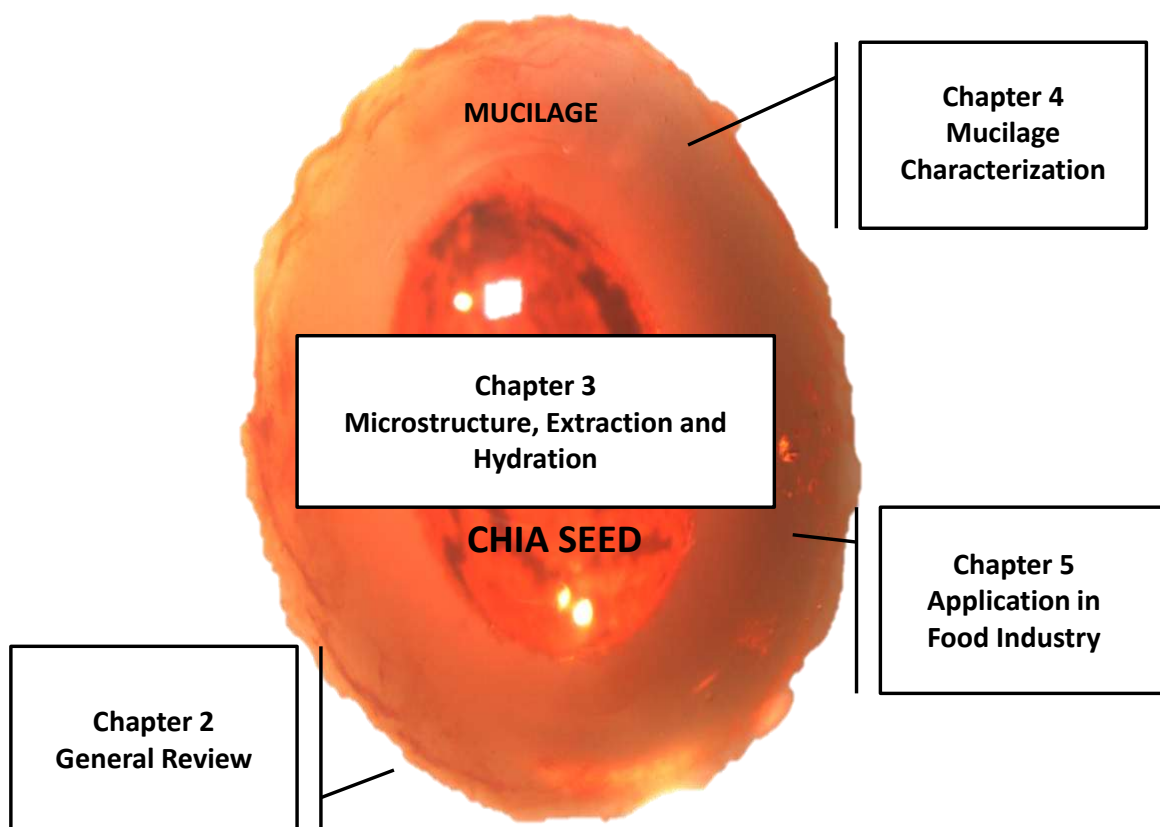 MUCILAGE
Chapter 4
Mucilage
Characterization
Chapter 3
Microstructure, Extraction and
Hydration
CHIA SEED
Chapter 5
Application in
Food Industry
Chapter 2
General Review